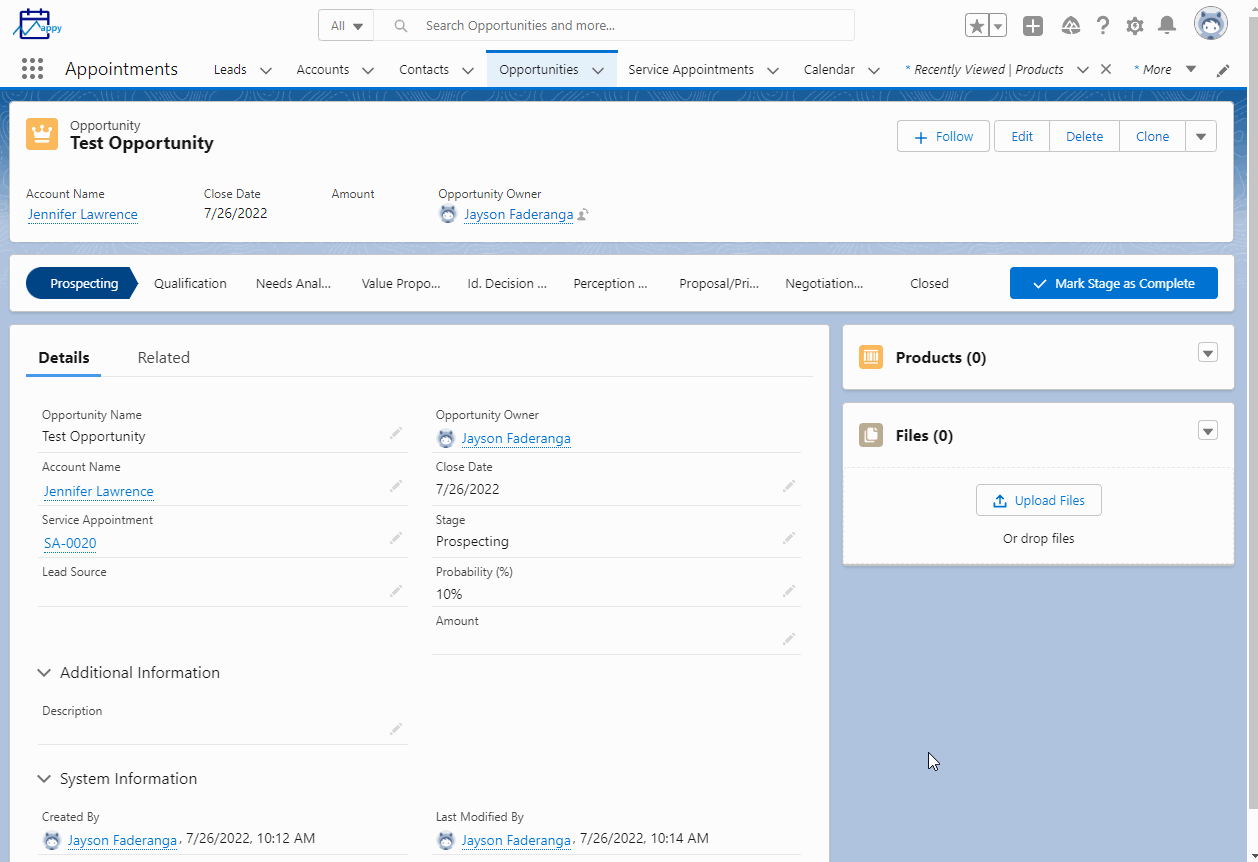 appy
All
Search Opportunities and more...
Appointments Leads Accounts Contacts Opportunities Service Appointments Calendar * Recently Viewed | Products * More
Opportunity
Test Opportunity
Follow Edit Delete Clone
Account Name Close Date Amount Opportunity Owner
Jennifer Lawrence 7/26/2022 Jayson Faderanga
Prospecting Qualification Needs Anal... Value Propo... Id. Decision ... Perception ... Proposal/Pri... Negotiation... Closed Mark Stage as Complete
Details Related
Opportunity Name
Test Opportunity
Opportunity Owner
Jayson Faderanga
Account Name
Jennifer Lawrence
Close Date
7/26/2022
Service Appointment
SA-0020
Stage
Prospecting
Lead Source
Probability (%)
10%
Amount
Additional Information
Description
System Information
Created By
Jayson Faderanga, 7/26/2022, 10:12 AM
Last Modified By
Jayson Faderanga, 7/26/2022, 10:14 AM
Products (0)
Files (0)
Upload Files
Or drop files